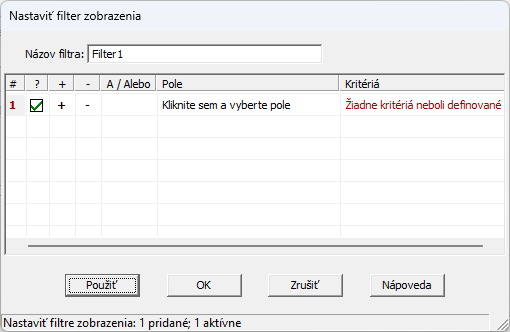 Nastaviť filter zobrazenia
Názov filtra: Filter1
# ? + - A / Alebo Pole Kritériá
1 + - Kliknite sem a vyberte pole Žiadne kritériá neboli definované
Použiť OK Zrušiť Nápoveda
Nastaviť filtre zobrazenia: 1 pridané; 1 aktívne